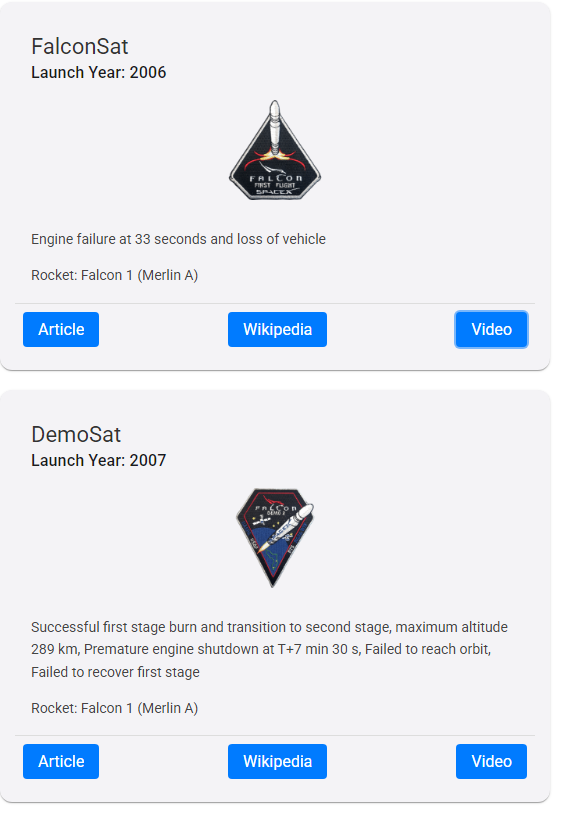 FalconSat
Launch Year: 2006
FALCON
FIRST FLIGHT
SPACEX
Engine failure at 33 seconds and loss of vehicle
Rocket: Falcon 1 (Merlin A)
Article
Wikipedia
Video
DemoSat
Launch Year: 2007
FALCON
Successful first stage burn and transition to second stage, maximum altitude
289 km, Premature engine shutdown at T+7 min 30 s, Failed to reach orbit,
Failed to recover first stage
Rocket: Falcon 1 (Merlin A)
Article
Wikipedia
Video